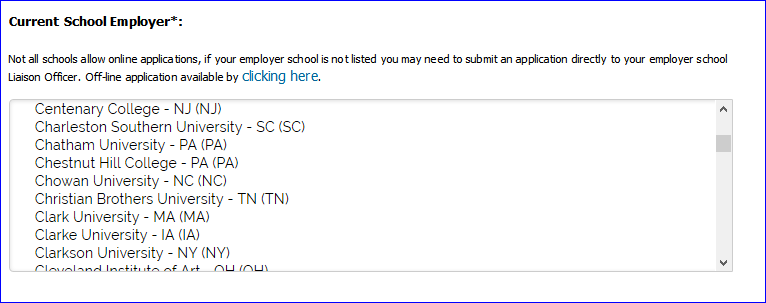 Current School Employer*:
Not all schools allow online applications, if your employer school is not listed you may need to submit an application directly to your employer school
Liaison Officer. Off-line application available by clicking here.
Centenary College - NJ (NJ)
Charleston Southern University - SC (SC)
Chatham University - PA (PA)
Chestnut Hill College - PA (PA)
Chowan University - NC (NC)
Christian Brothers University - TN (TN)
Clark University - MA (MA)
Clarke University - IA (IA)
Clarkson University - NY (NY)
Cleveland Institute of Art - OH (OH)